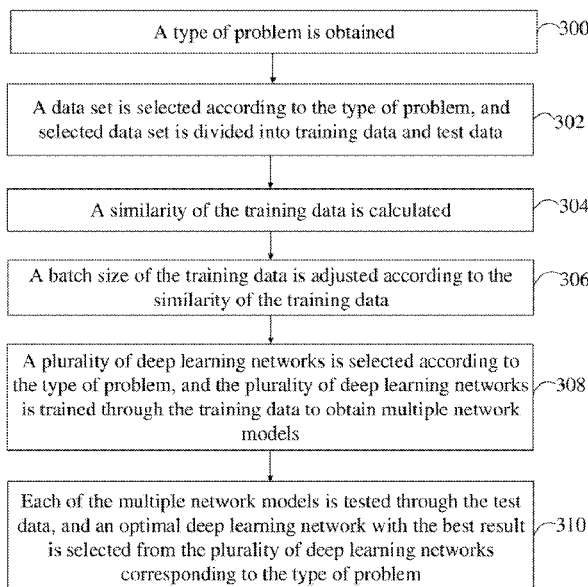 A type of problem is obtained
300
A data set is selected according to the type of problem, and
selected data set is divided into training data and test data
302
A similarity of the training data is calculated
304
A batch size of the training data is adjusted according to the
similarity of the training data
306
A plurality of deep learning networks is selected according to
the type of problem, and the plurality of deep learning networks
is trained through the training data to obtain multiple network
models
308
Each of the multiple network models is tested through the test
data, and an optimal deep learning network with the best result
is selected from the plurality of deep learning networks
corresponding to the type of problem
310